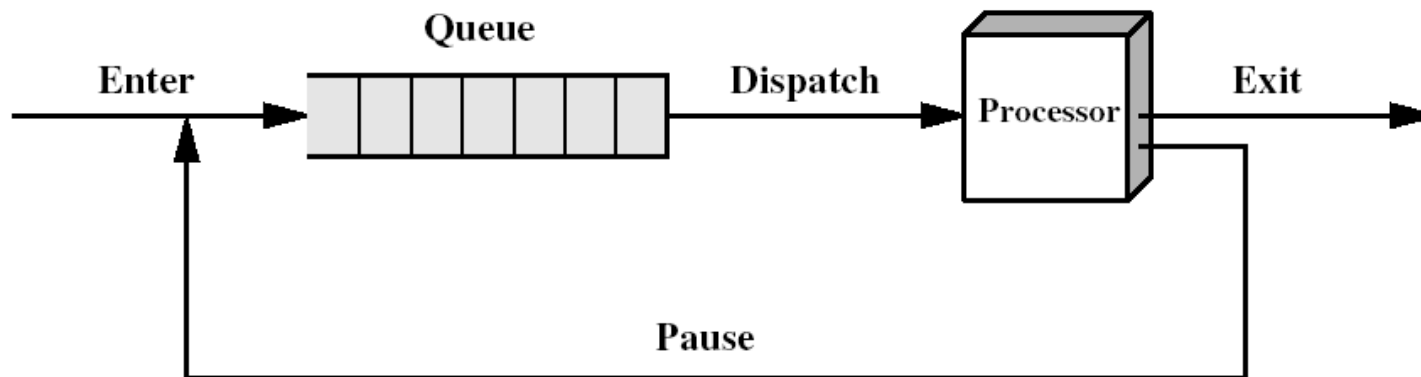 Queue
Enter
Dispatch
Processor
Exit
Pause